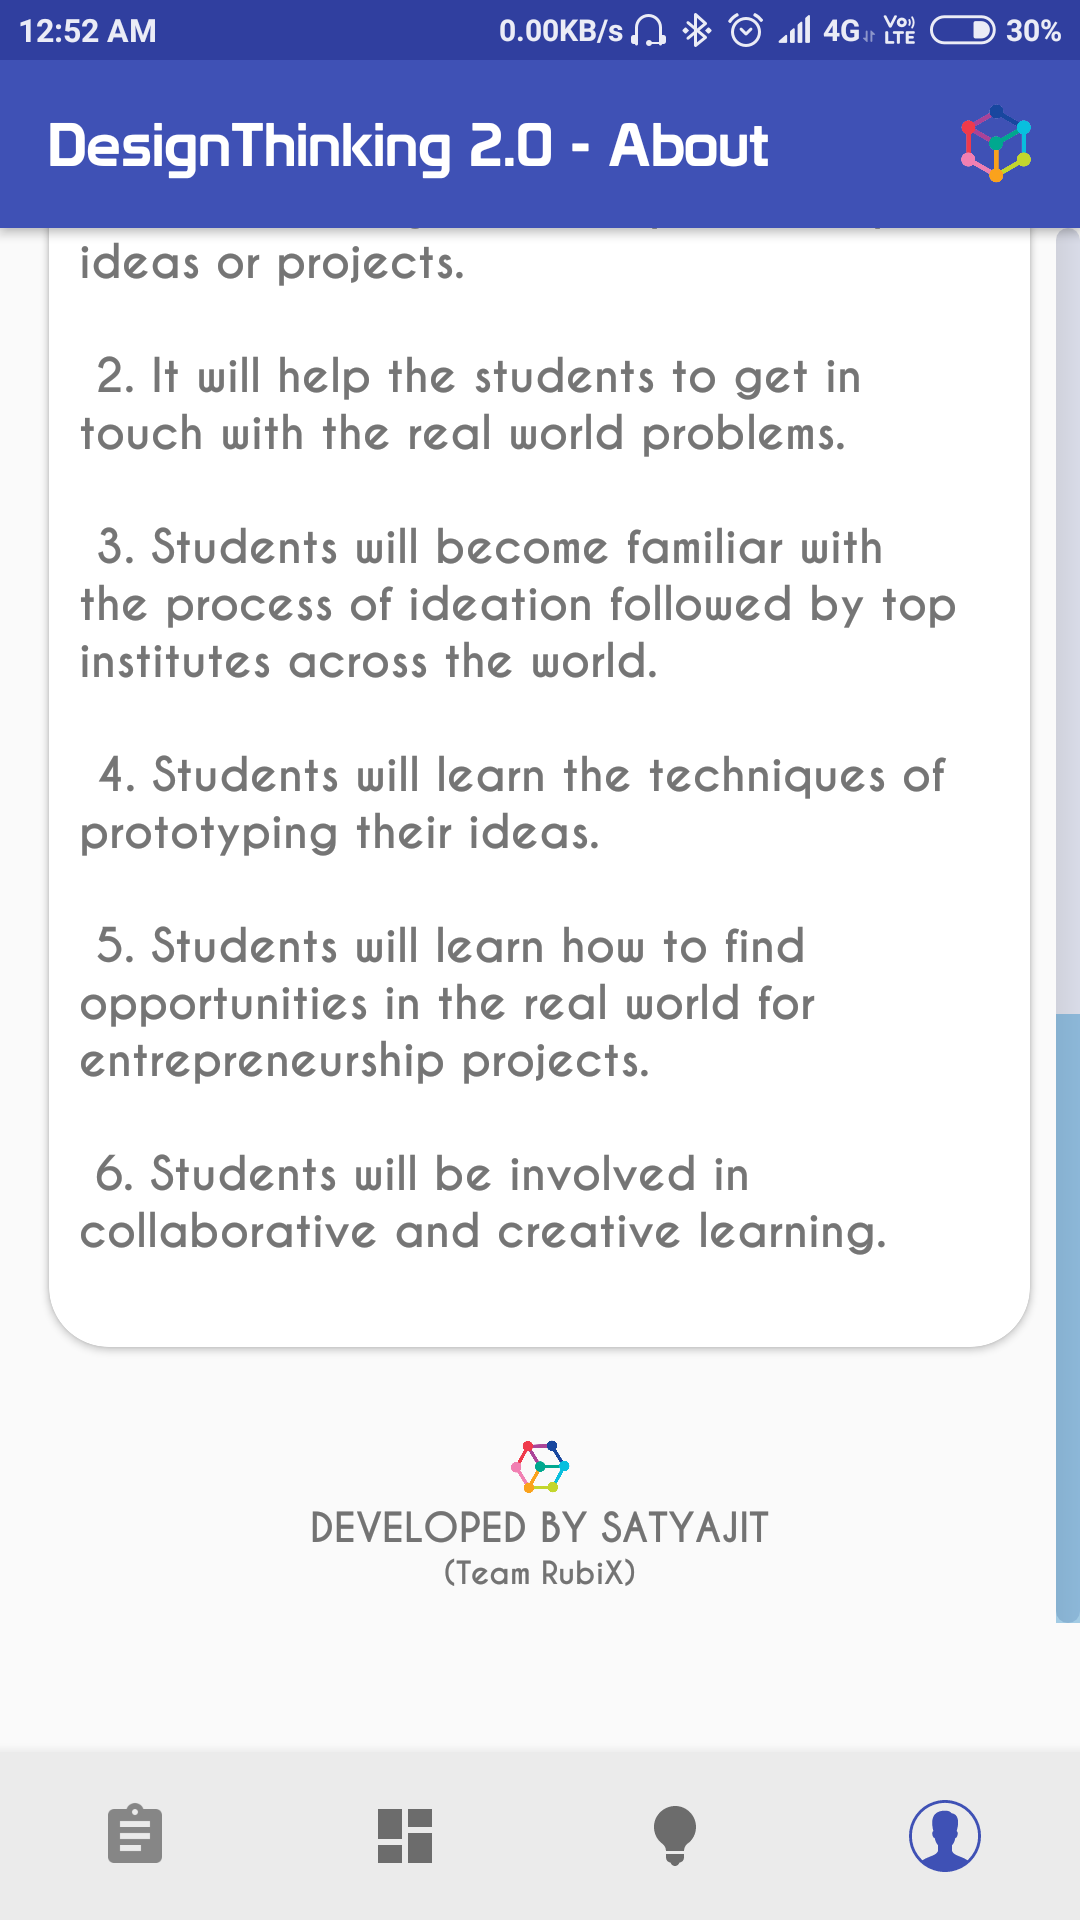 12:52 AM 0.00KB/s 4G Vo)) LTE 30%
DesignThinking 2.0 - About
ideas or projects.
2. It will help the students to get in
touch with the real world problems.
3. Students will become familiar with
the process of ideation followed by top
institutes across the world.
4. Students will learn the techniques of
prototyping their ideas.
5. Students will learn how to find
opportunities in the real world for
entrepreneurship projects.
6. Students will be involved in
collaborative and creative learning.
DEVELOPED BY SATYAJIT
(Team RubiX)